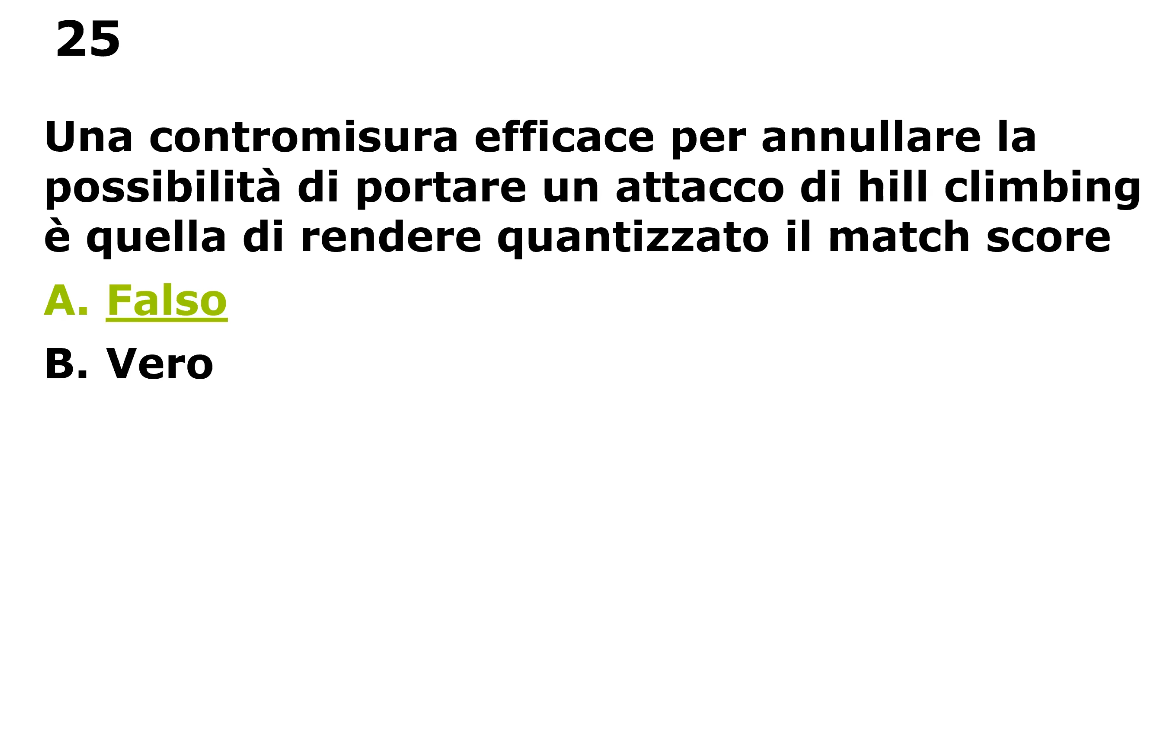 25
Una contromisura efficace per annullare la
possibilità di portare un attacco di hill climbing
è quella di rendere quantizzato il match score
A. Falso
B. Vero